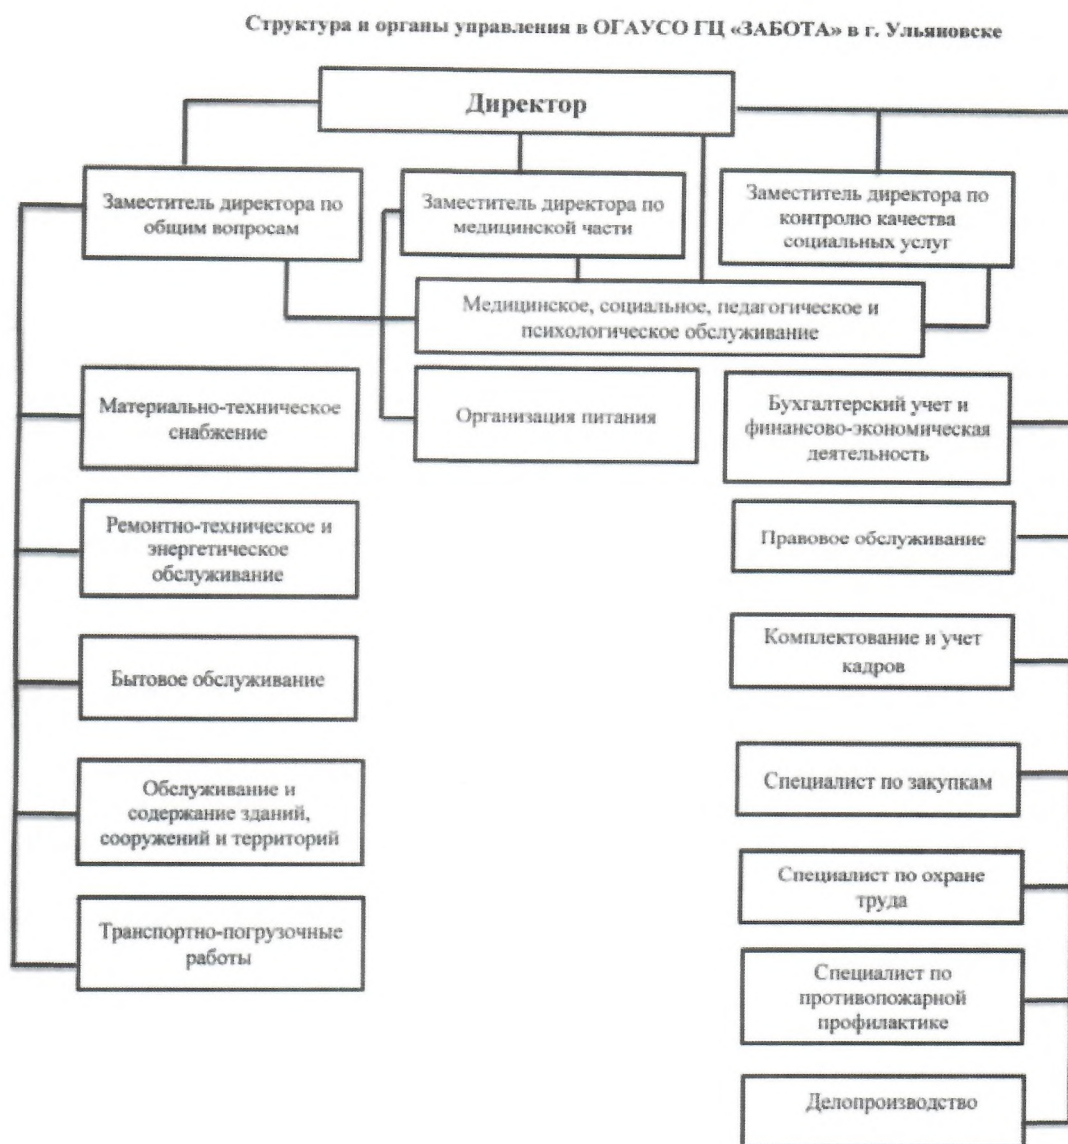 Структура и органы управления в ОГАУСО ГЦ «ЗАБОТА» в г. Ульяновске
Директор
Заместитель директора по
общим вопросам
Заместитель директора по
медицинской части
Заместитель директора по
контролю качества
социальных услуг
Медицинское, социальное, педагогическое и
психологическое обслуживание
Материально-техническое
снабжение
Организация питания
Бухгалтерский учет и
финансово-экономическая
деятельность
Ремонтно-техническое и
энергетическое
обслуживание
Правовое обслуживание
Бытовое обслуживание
Комплектование и учет
кадров
Обслуживание и
содержание зданий,
сооружений и территорий
Специалист по закупкам
Транспортно-погрузочные
работы
Специалист по охране
труда
Специалист по
противопожарной
профилактике
Делопроизводство